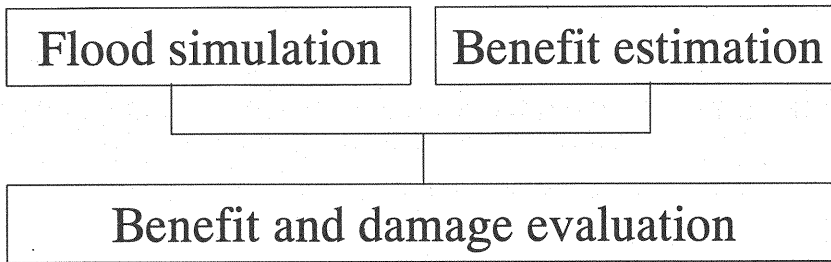 Flood simulation
Benefit estimation
Benefit and damage evaluation